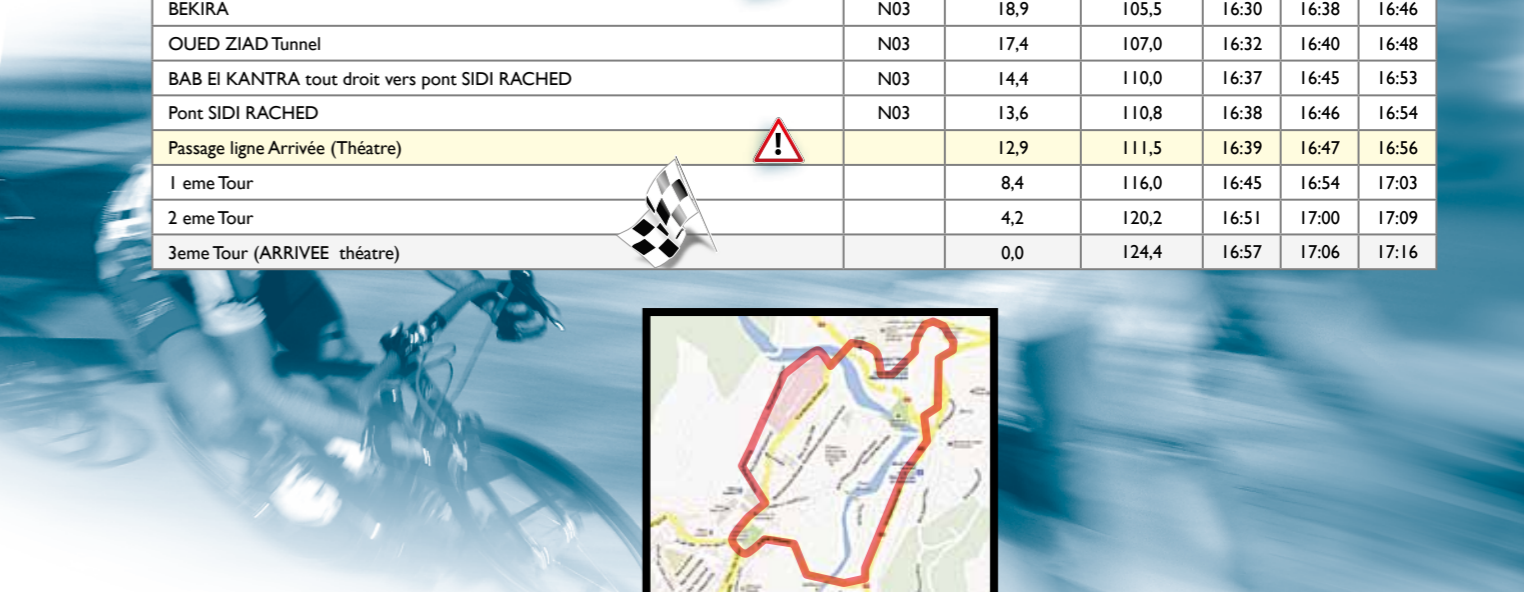 BEKIRA N03 18,9 105,5 16:30 16:38 16:46
OUED ZIAD Tunnel N03 17,4 107,0 16:32 16:40 16:48
BAB El KANTRA tout droit vers pont SIDI RACHED N03 14,4 110,0 16:37 16:45 16:53
Pont SIDI RACHED N03 13,6 110,8 16:38 16:46 16:54
Passage ligne Arrivée (Théatre) 12,9 111,5 16:39 16:47 16:56
1 eme Tour 8,4 116,0 16:45 16:54 17:03
2 eme Tour 4,2 120,2 16:51 17:00 17:09
3eme Tour (ARRIVEE théatre) 0,0 124,4 16:57 17:06 17:16